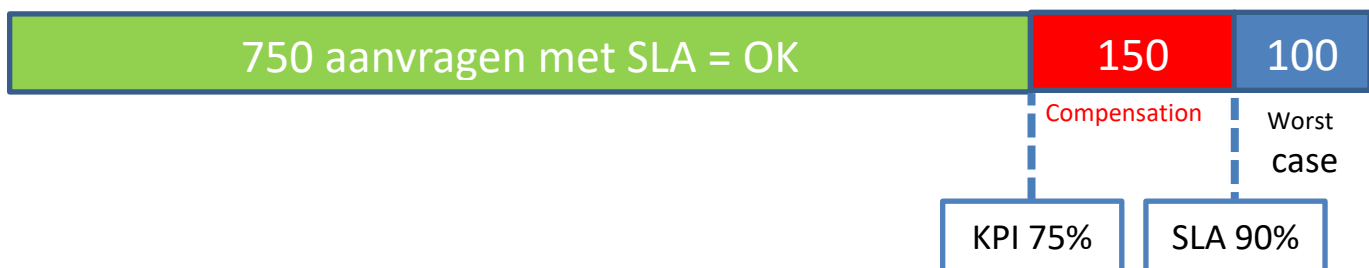 750 aanvragen met SLA = OK
150
100
Compensation
Worst
case
KPI 75%
SLA 90%